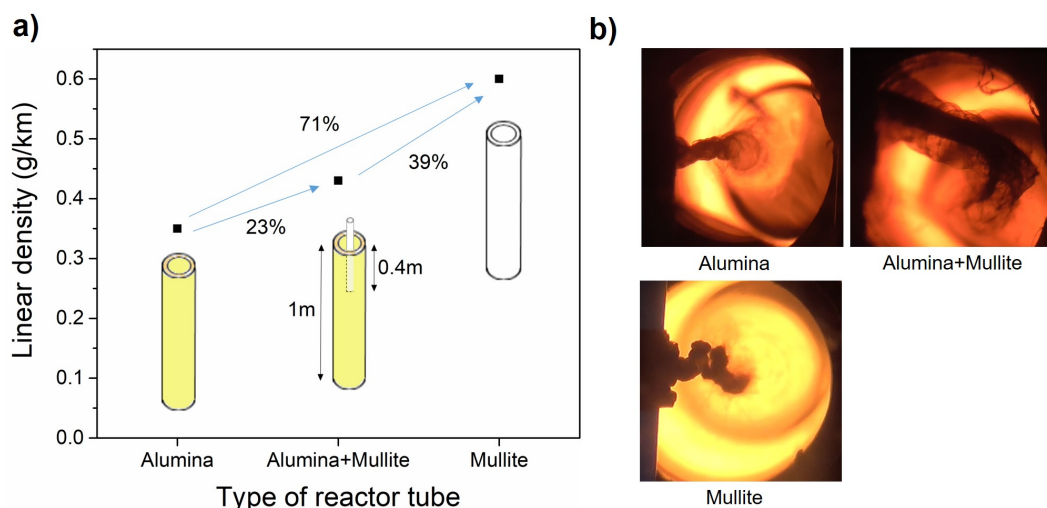 a)
Linear density (g/km)
0.6
0.5
0.4
0.3
0.2
0.1
0.0
71%
39%
23%
0.4m
1m
Alumina
Alumina+Mullite
Mullite
Type of reactor tube
b)
Alumina
Alumina+Mullite
Mullite